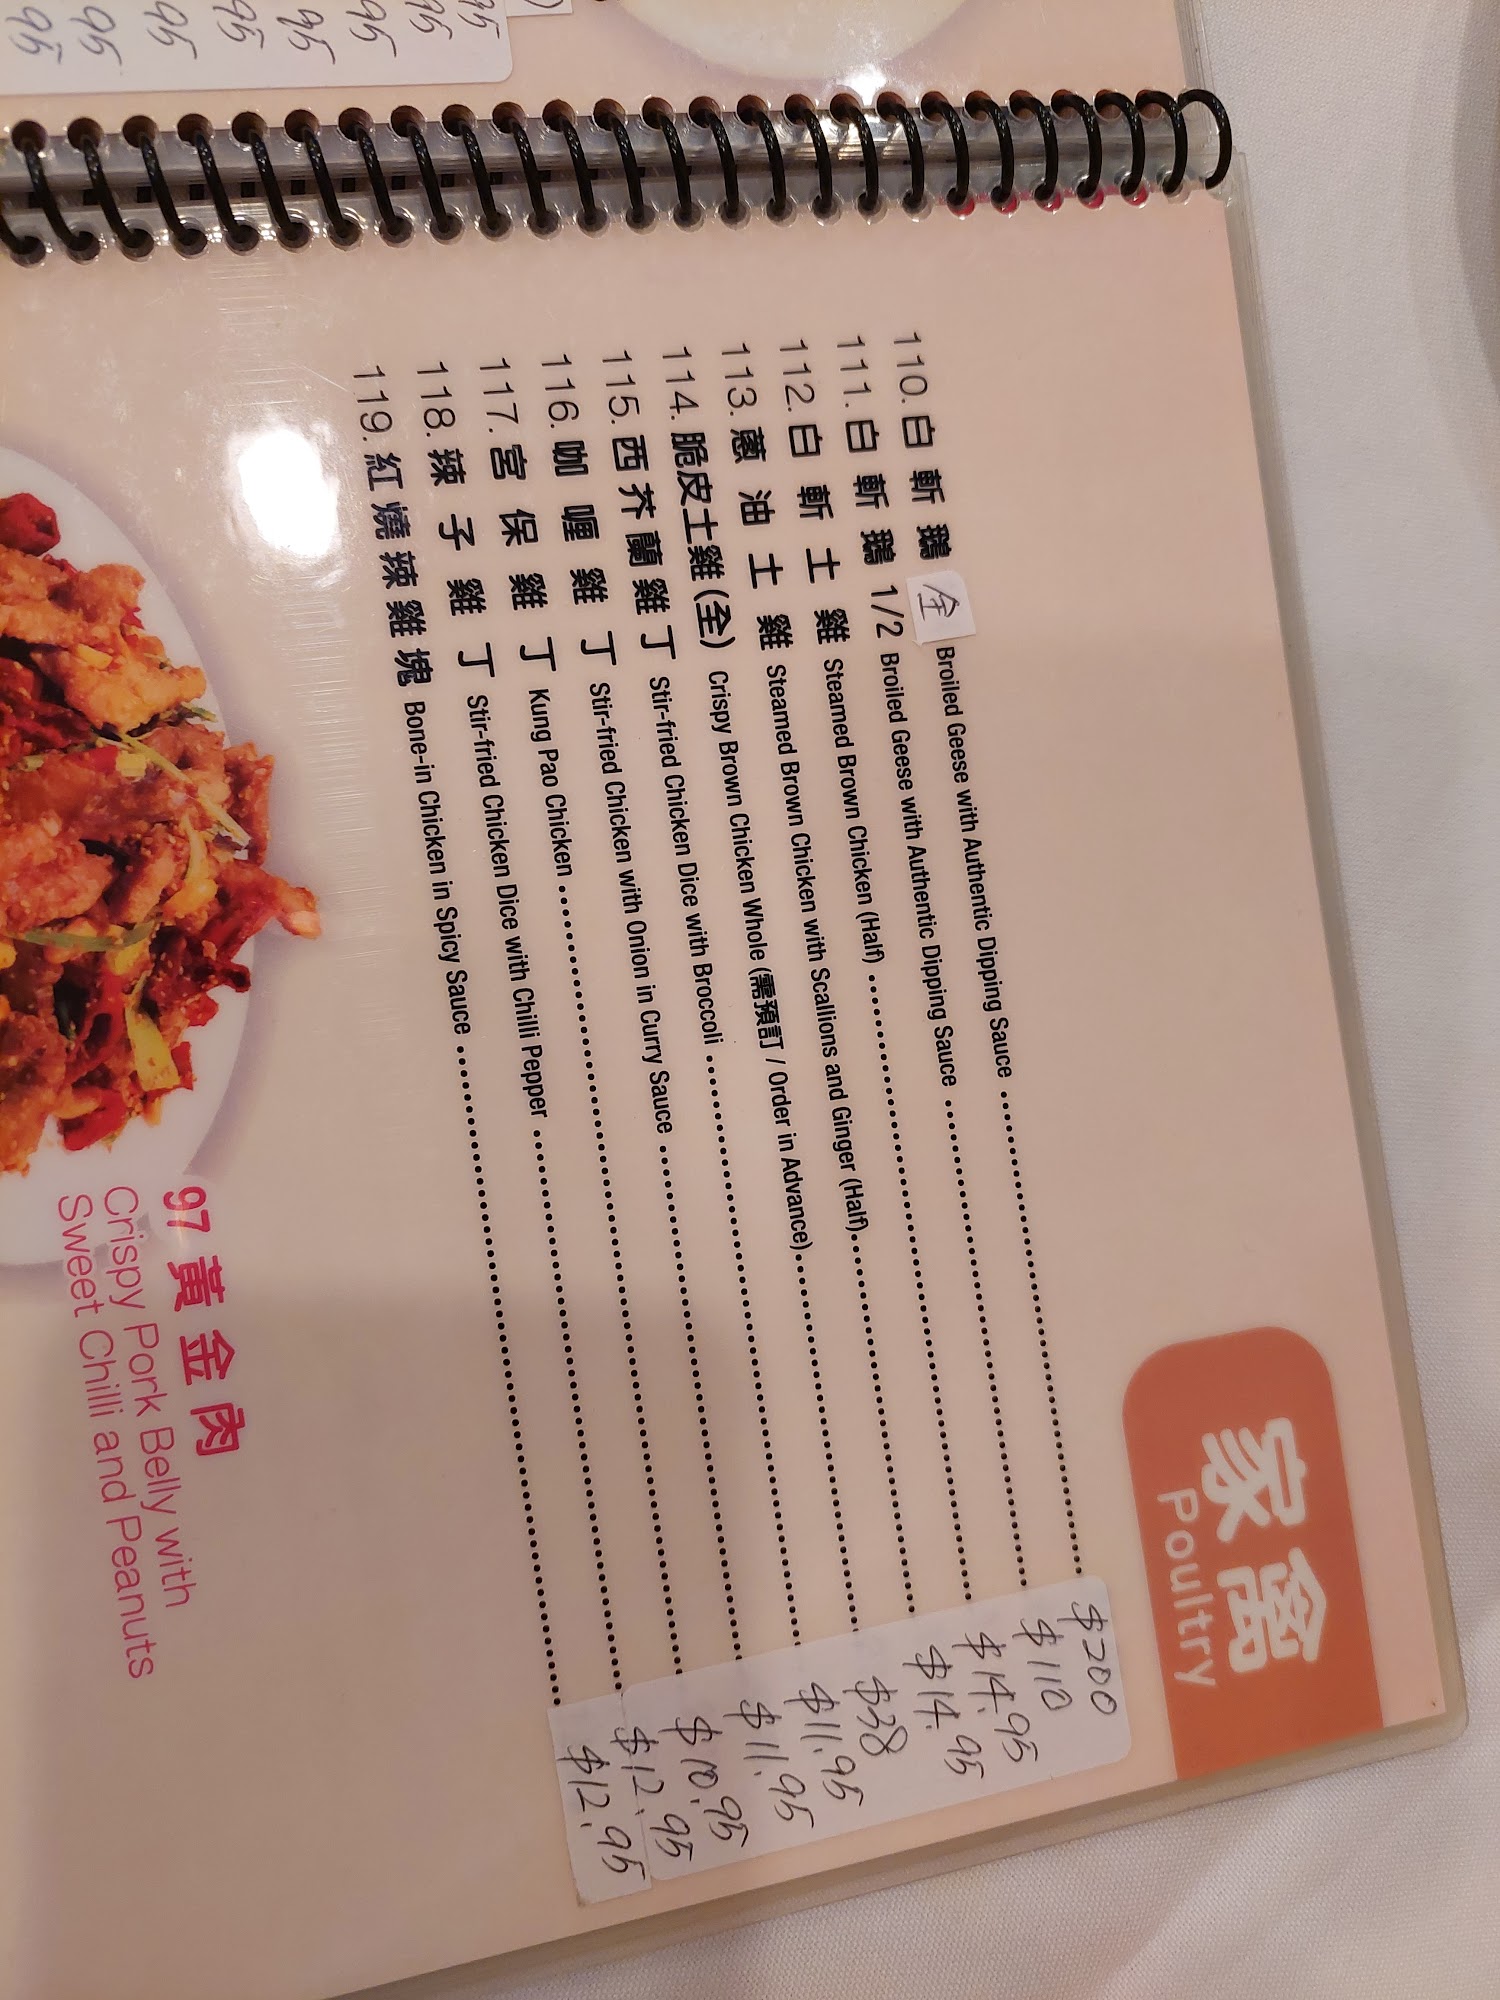 家禽
Poultry
110. 白斬鵝 全 Broiled Geese with Authentic Dipping Sauce $200
111. 白斬鵝 1/2 Broiled Geese with Authentic Dipping Sauce $110
112. 白斬土雞 Steamed Brown Chicken (Half) $14.95
113. 蔥油土雞 Steamed Brown Chicken with Scallions and Ginger (Half) $14.95
114. 脆皮土雞(全) Crispy Brown Chicken Whole (需預訂 / Order in Advance) $38
115. 西芥蘭雞丁 Stir-fried Chicken Dice with Broccoli $11.95
116. 咖喱雞丁 Stir-fried Chicken with Onion in Curry Sauce $11.95
117. 宮保雞丁 Kung Pao Chicken $10.95
118. 辣子雞丁 Stir-fried Chicken Dice with Chilli Pepper $12.95
119. 紅燒辣雞塊 Bone-in Chicken in Spicy Sauce $12.95
97 黃金肉
Crispy Pork Belly with
Sweet Chilli and Peanuts